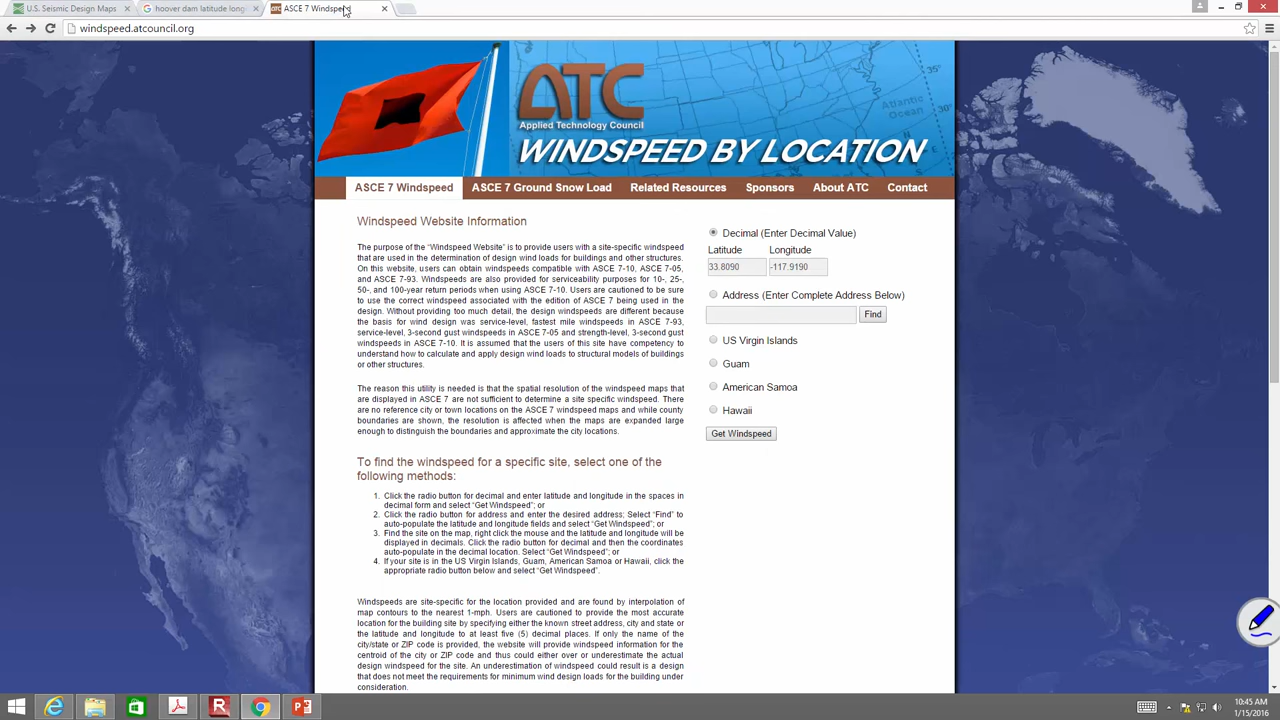 U.S. Seismic Design Maps
hoover dam latitude long
ASCE 7 Windspeed
windspeed.atcouncil.org
ATC
Applied Technology Council
WINDSPEED BY LOCATION
Atlantic
Ocean
35°
30°
ASCE 7 Windspeed
ASCE 7 Ground Snow Load
Related Resources
Sponsors
About ATC
Contact
Windspeed Website Information
The purpose of the “Windspeed Website” is to provide users with a site-specific windspeed
that are used in the determination of design wind loads for buildings and other structures.
On this website, users can obtain windspeeds compatible with ASCE 7-10, ASCE 7-05,
and ASCE 7-93. Windspeeds are also provided for serviceability purposes for 10-, 25-,
50-, and 100-year return periods when using ASCE 7-10. Users are cautioned to be sure
to use the correct windspeed associated with the edition of ASCE 7 being used in the
design. Without providing too much detail, the design windspeeds are different because
the basis for wind design was service-level, fastest mile windspeeds in ASCE 7-93,
service-level, 3-second gust windspeeds in ASCE 7-05 and strength-level, 3-second gust
windspeeds in ASCE 7-10. It is assumed that the users of this site have competency to
understand how to calculate and apply design wind loads to structural models of buildings
or other structures.
The reason this utility is needed is that the spatial resolution of the windspeed maps that
are displayed in ASCE 7 are not sufficient to determine a site specific windspeed. There
are no reference city or town locations on the ASCE 7 windspeed maps and while county
boundaries are shown, the resolution is affected when the maps are expanded large
enough to distinguish the boundaries and approximate the city locations.
To find the windspeed for a specific site, select one of the
following methods:
1. Click the radio button for decimal and enter latitude and longitude in the spaces in
decimal form and select “Get Windspeed”; or
2. Click the radio button for address and enter the desired address; Select “Find” to
auto-populate the latitude and longitude fields and select “Get Windspeed”; or
3. Find the site on the map, right click the mouse and the latitude and longitude will be
displayed in decimals. Click the radio button for decimal and then the coordinates
auto-populate in the decimal location. Select “Get Windspeed”; or
4. If your site is in the US Virgin Islands, Guam, American Samoa or Hawaii, click the
appropriate radio button below and select “Get Windspeed”.
Windspeeds are site-specific for the location provided and are found by interpolation of
map contours to the nearest 1-mph. Users are cautioned to provide the most accurate
location for the building site by specifying either the known street address, city and state or
the latitude and longitude to at least five (5) decimal places. If only the name of the
city/state or ZIP code is provided, the website will provide windspeed information for the
centroid of the city or ZIP code and thus could either over or underestimate the actual
design windspeed for the site. An underestimation of windspeed could result is a design
that does not meet the requirements for minimum wind design loads for the building under
consideration.
Decimal (Enter Decimal Value)
Latitude
Longitude
33.8090
-117.9190
Address (Enter Complete Address Below)
Find
US Virgin Islands
Guam
American Samoa
Hawaii
Get Windspeed
10:45 AM
1/15/2016